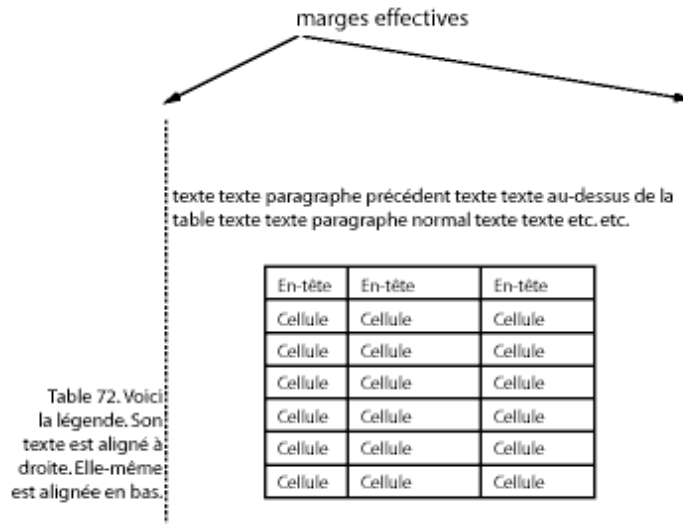 marges effectives
texte texte paragraphe précédent texte texte au-dessus de la
table texte texte paragraphe normal texte texte etc. etc.
En-tête En-tête En-tête
Cellule Cellule Cellule
Cellule Cellule Cellule
Cellule Cellule Cellule
Cellule Cellule Cellule
Cellule Cellule Cellule
Cellule Cellule Cellule
Table 72. Voici
la légende. Son
texte est aligné à
droite. Elle-même
est alignée en bas.